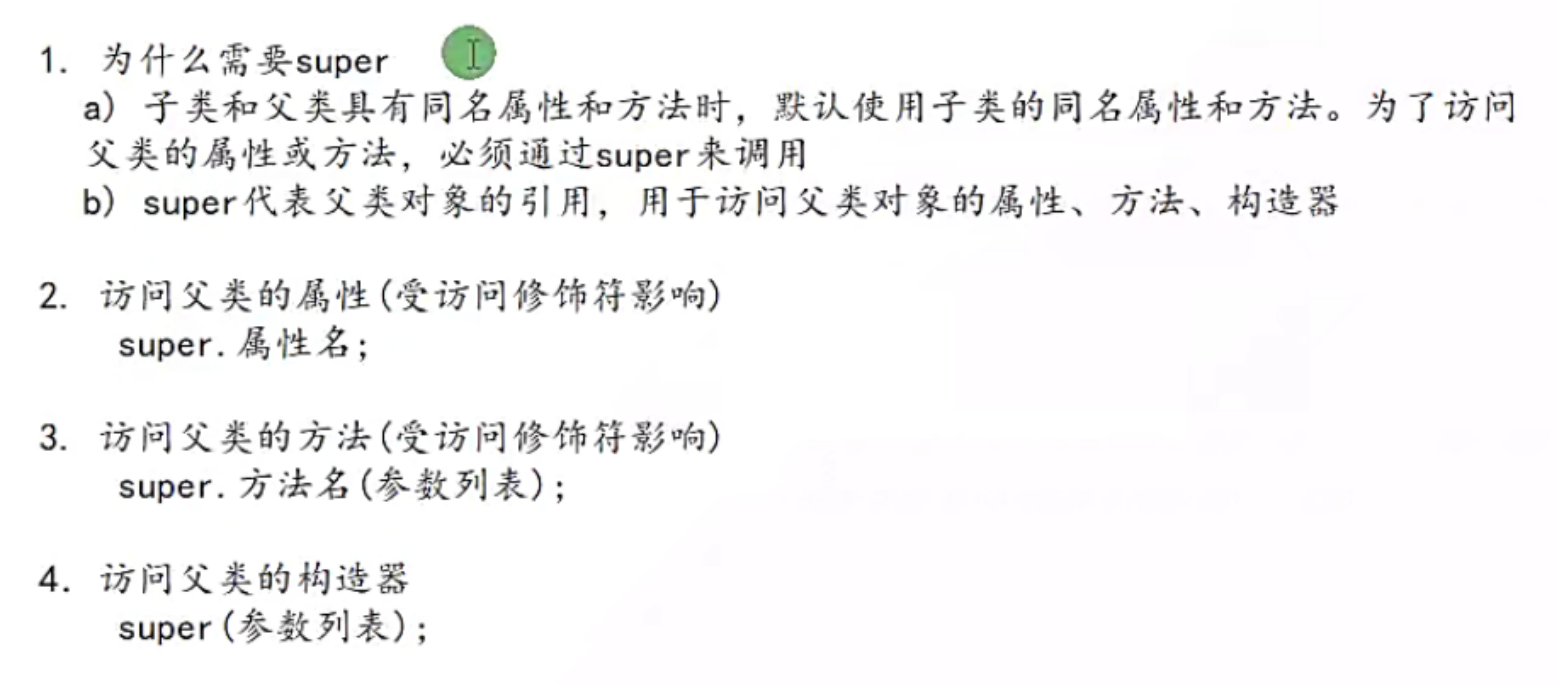 1. 为什么需要super
a) 子类和父类具有同名属性和方法时，默认使用子类的同名属性和方法。为了访问
父类的属性或方法，必须通过super来调用
b) super代表父类对象的引用，用于访问父类对象的属性、方法、构造器
2. 访问父类的属性(受访问修饰符影响)
super.属性名;
3. 访问父类的方法(受访问修饰符影响)
super.方法名(参数列表);
4. 访问父类的构造器
super(参数列表);